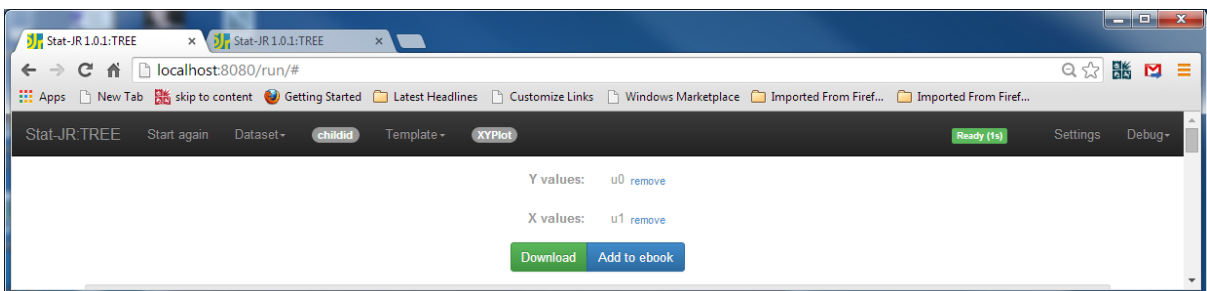 Stat-JR 1.0.1:TREE Stat-JR 1.0.1:TREE
localhost:8080/run/#
Apps New Tab skip to content Getting Started Latest Headlines Customize Links Windows Marketplace Imported From Firef... Imported From Firef...
Stat-JR:TREE Start again Dataset childid Template XYPlot Ready (1s) Settings Debug
Y values: u0 remove
X values: u1 remove
Download Add to ebook